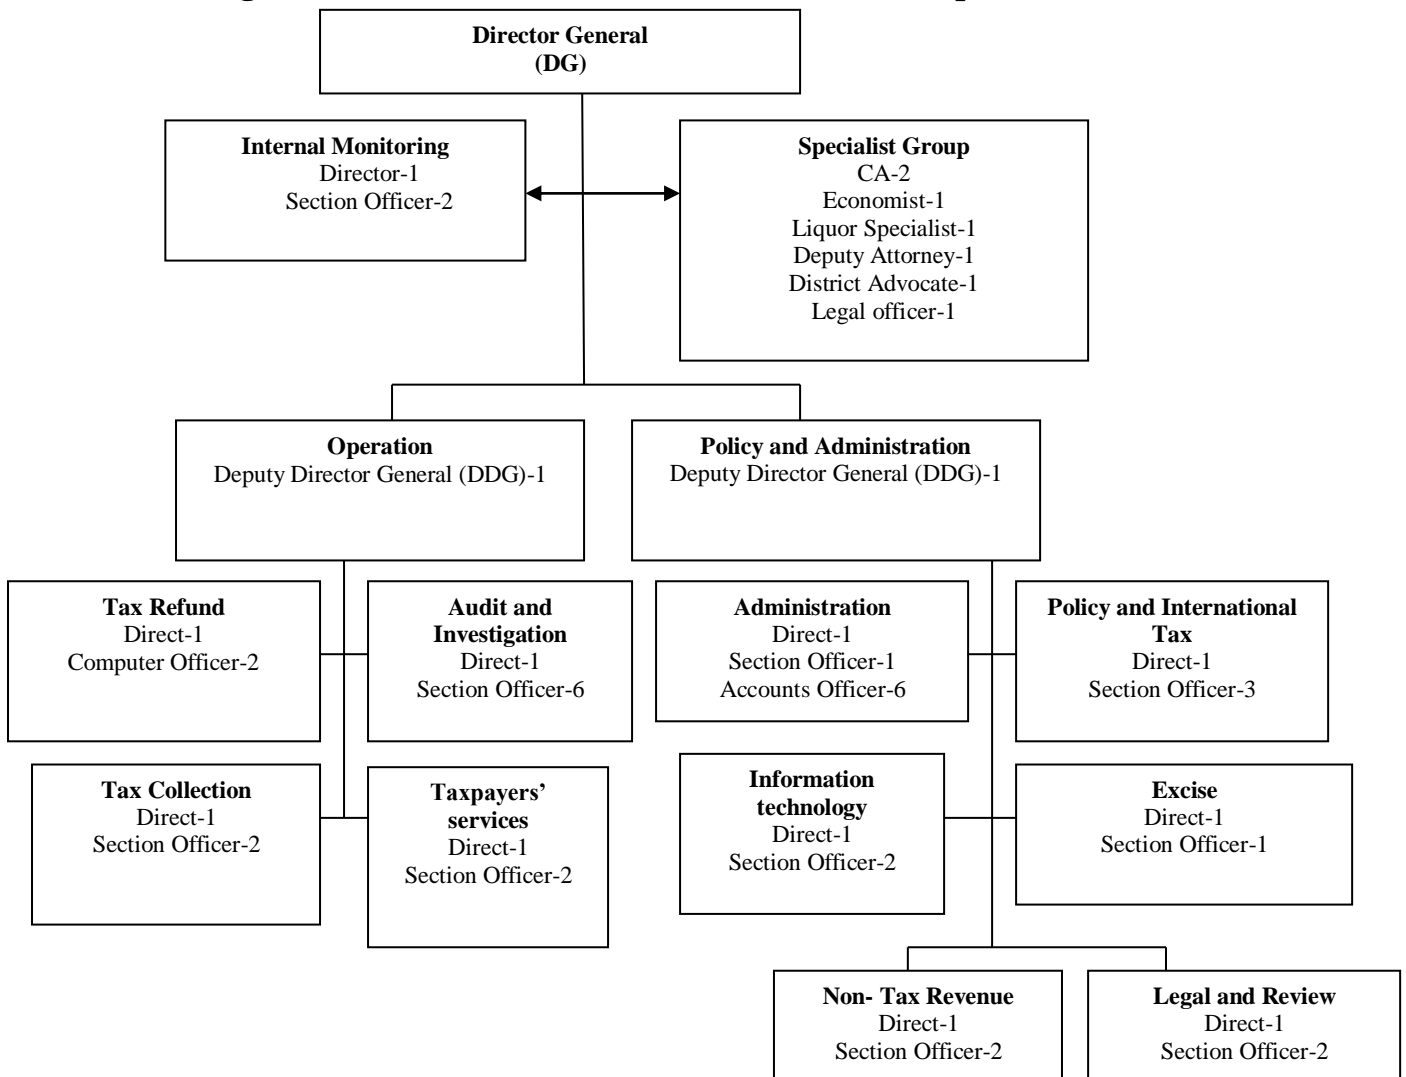 Director General
(DG)
Internal Monitoring
Director-1
Section Officer-2
Specialist Group
CA-2
Economist-1
Liquor Specialist-1
Deputy Attorney-1
District Advocate-1
Legal officer-1
Operation
Deputy Director General (DDG)-1
Policy and Administration
Deputy Director General (DDG)-1
Tax Refund
Direct-1
Computer Officer-2
Audit and
Investigation
Direct-1
Section Officer-6
Administration
Direct-1
Section Officer-1
Accounts Officer-6
Policy and International
Tax
Direct-1
Section Officer-3
Tax Collection
Direct-1
Section Officer-2
Taxpayers’
services
Direct-1
Section Officer-2
Information
technology
Direct-1
Section Officer-2
Excise
Direct-1
Section Officer-1
Non- Tax Revenue
Direct-1
Section Officer-2
Legal and Review
Direct-1
Section Officer-2